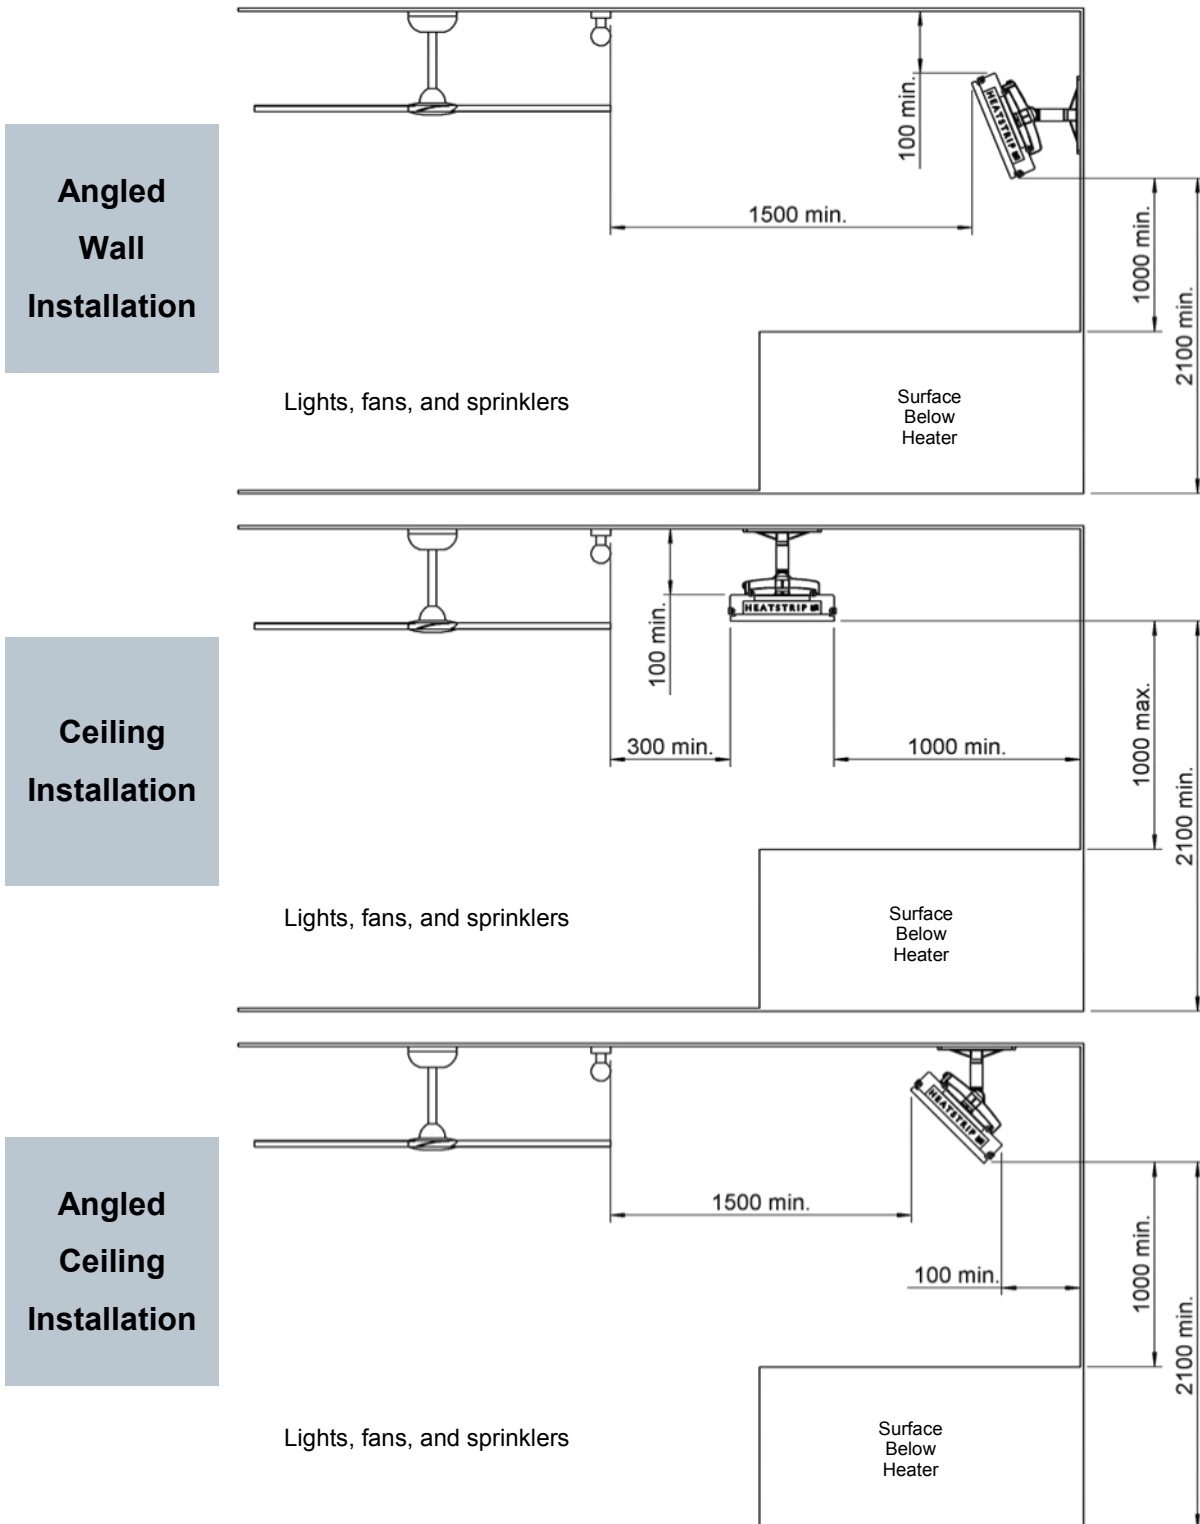 100 min.
HEATSTRIP
1500 min.
1000 min.
2100 min.
Angled
Wall
Installation
Lights, fans, and sprinklers
Surface
Below
Heater
100 min.
HEATSTRIP
300 min.
1000 min.
1000 max.
2100 min.
Ceiling
Installation
Lights, fans, and sprinklers
Surface
Below
Heater
HEATSTRIP
1500 min.
100 min.
1000 min.
2100 min.
Angled
Ceiling
Installation
Lights, fans, and sprinklers
Surface
Below
Heater